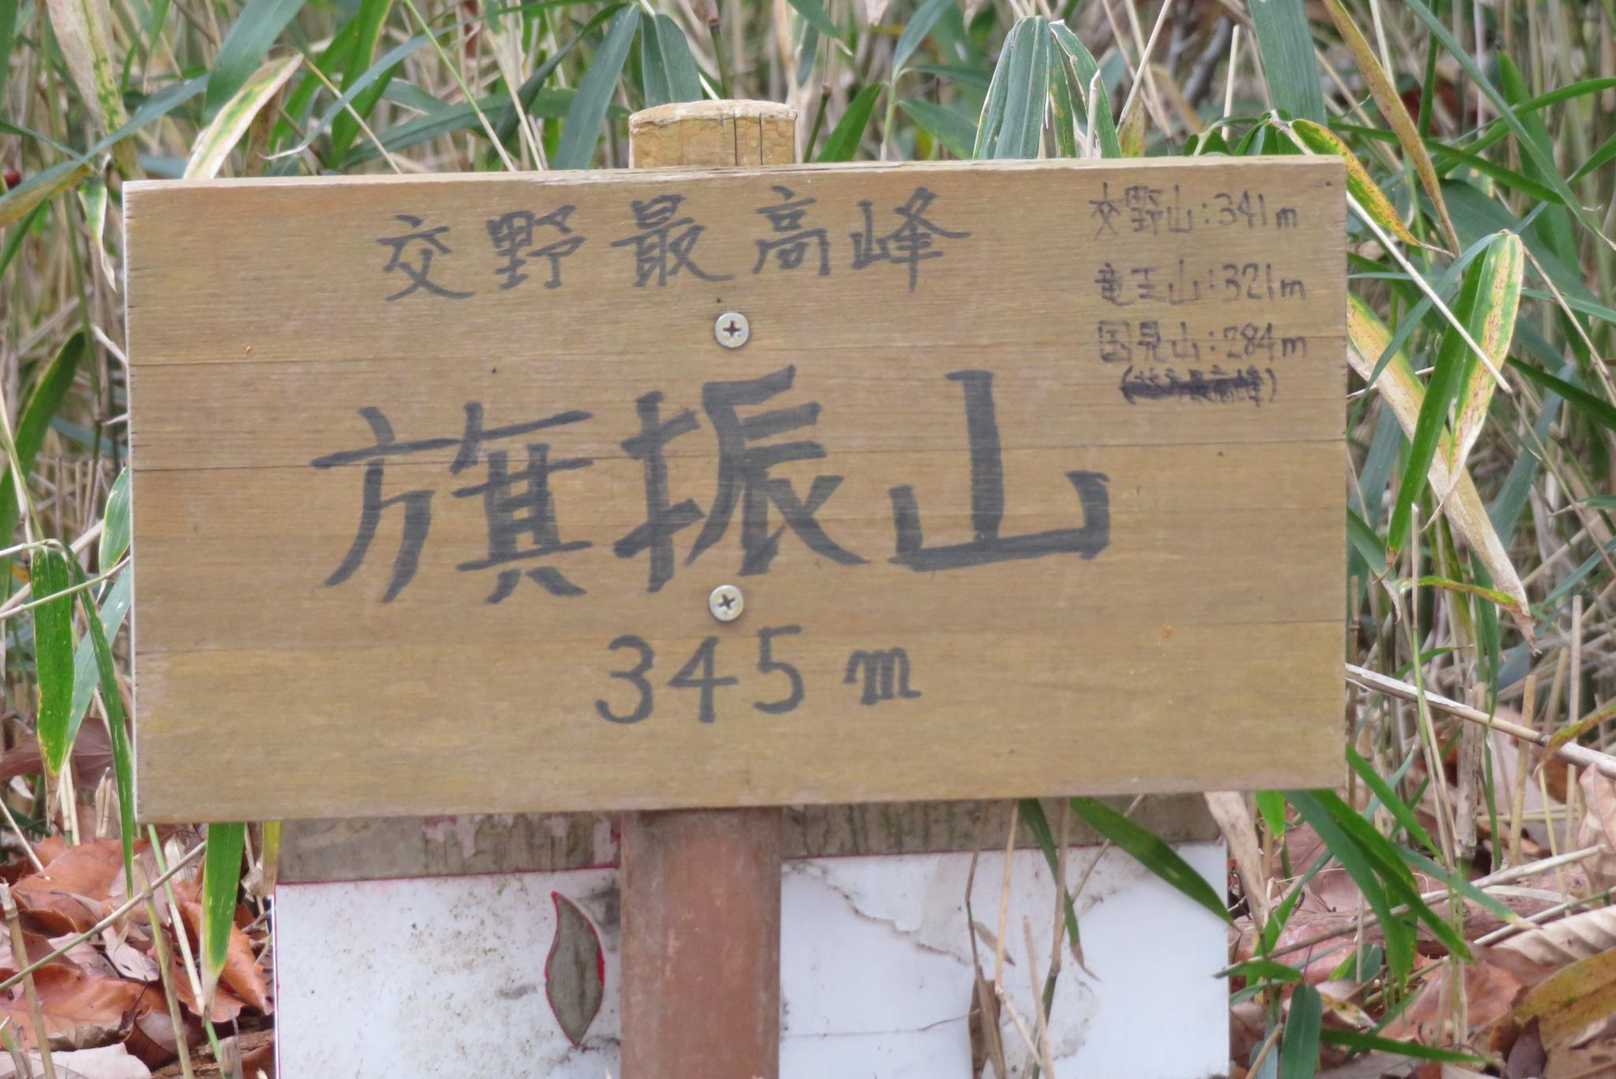 交野最高峰
旗振山
345m
交野山:341m
竜王山:321m
国見山:284m